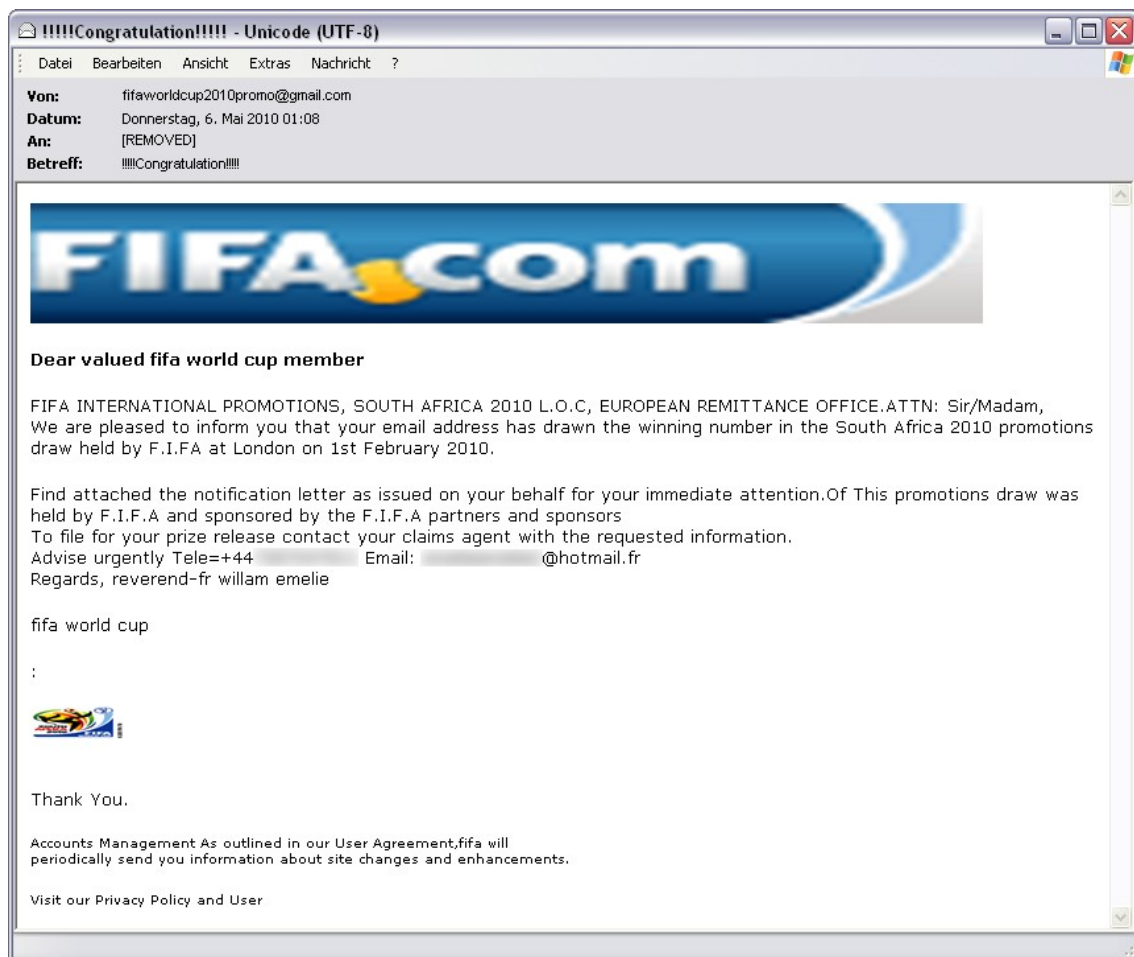 !!!!!Congratulation!!!!! - Unicode (UTF-8)
Datei Bearbeiten Ansicht Extras Nachricht ?
Von: fifaworldcup2010promo@gmail.com
Datum: Donnerstag, 6. Mai 2010 01:08
An: [REMOVED]
Betreff: !!!!!Congratulation!!!!!
FIFA.com
Dear valued fifa world cup member
FIFA INTERNATIONAL PROMOTIONS, SOUTH AFRICA 2010 L.O.C, EUROPEAN REMITTANCE OFFICE.ATTN: Sir/Madam,
We are pleased to inform you that your email address has drawn the winning number in the South Africa 2010 promotions
draw held by F.I.FA at London on 1st February 2010.
Find attached the notification letter as issued on your behalf for your immediate attention.Of This promotions draw was
held by F.I.F.A and sponsored by the F.I.F.A partners and sponsors
To file for your prize release contact your claims agent with the requested information.
Advise urgently Tele=+44 Email: @hotmail.fr
Regards, reverend-fr willam emelie
fifa world cup
:
FIFA
Thank You.
Accounts Management As outlined in our User Agreement,fifa will
periodically send you information about site changes and enhancements.
Visit our Privacy Policy and User